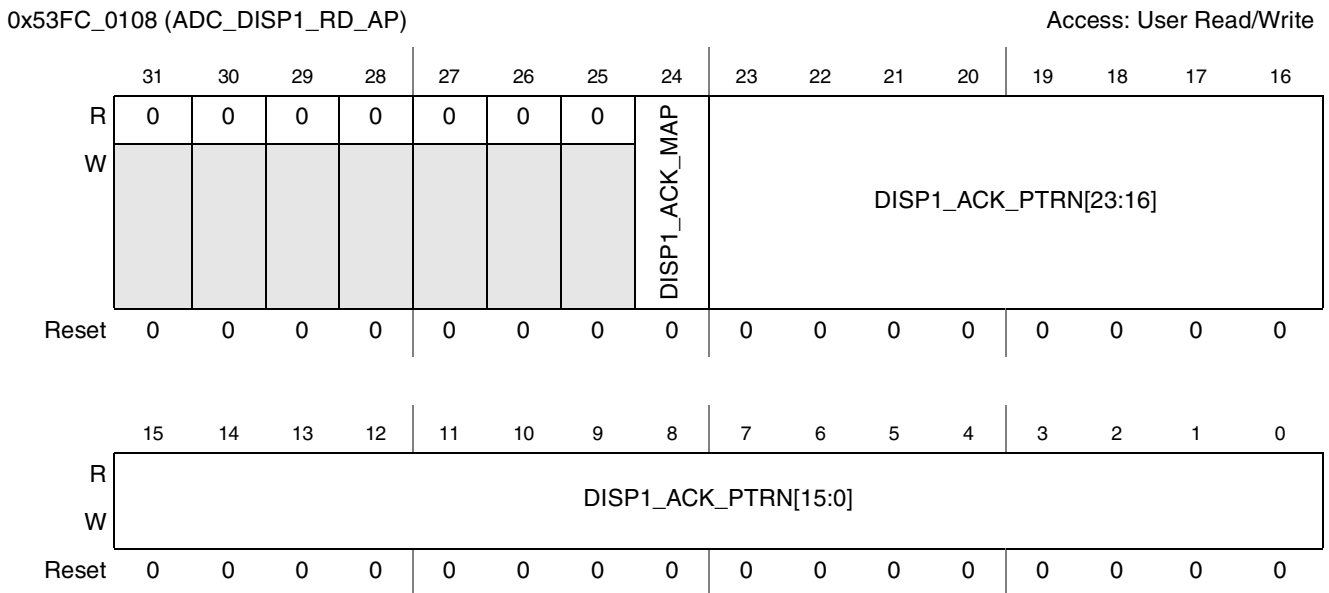 0x53FC_0108 (ADC_DISP1_RD_AP) Access: User Read/Write
31 30 29 28 27 26 25 24 23 22 21 20 19 18 17 16
R 0 0 0 0 0 0 0
W
DISP1_ACK_MAP
DISP1_ACK_PTRN[23:16]
Reset 0 0 0 0 0 0 0 0 0 0 0 0 0 0 0 0
15 14 13 12 11 10 9 8 7 6 5 4 3 2 1 0
R
DISP1_ACK_PTRN[15:0]
W
Reset 0 0 0 0 0 0 0 0 0 0 0 0 0 0 0 0